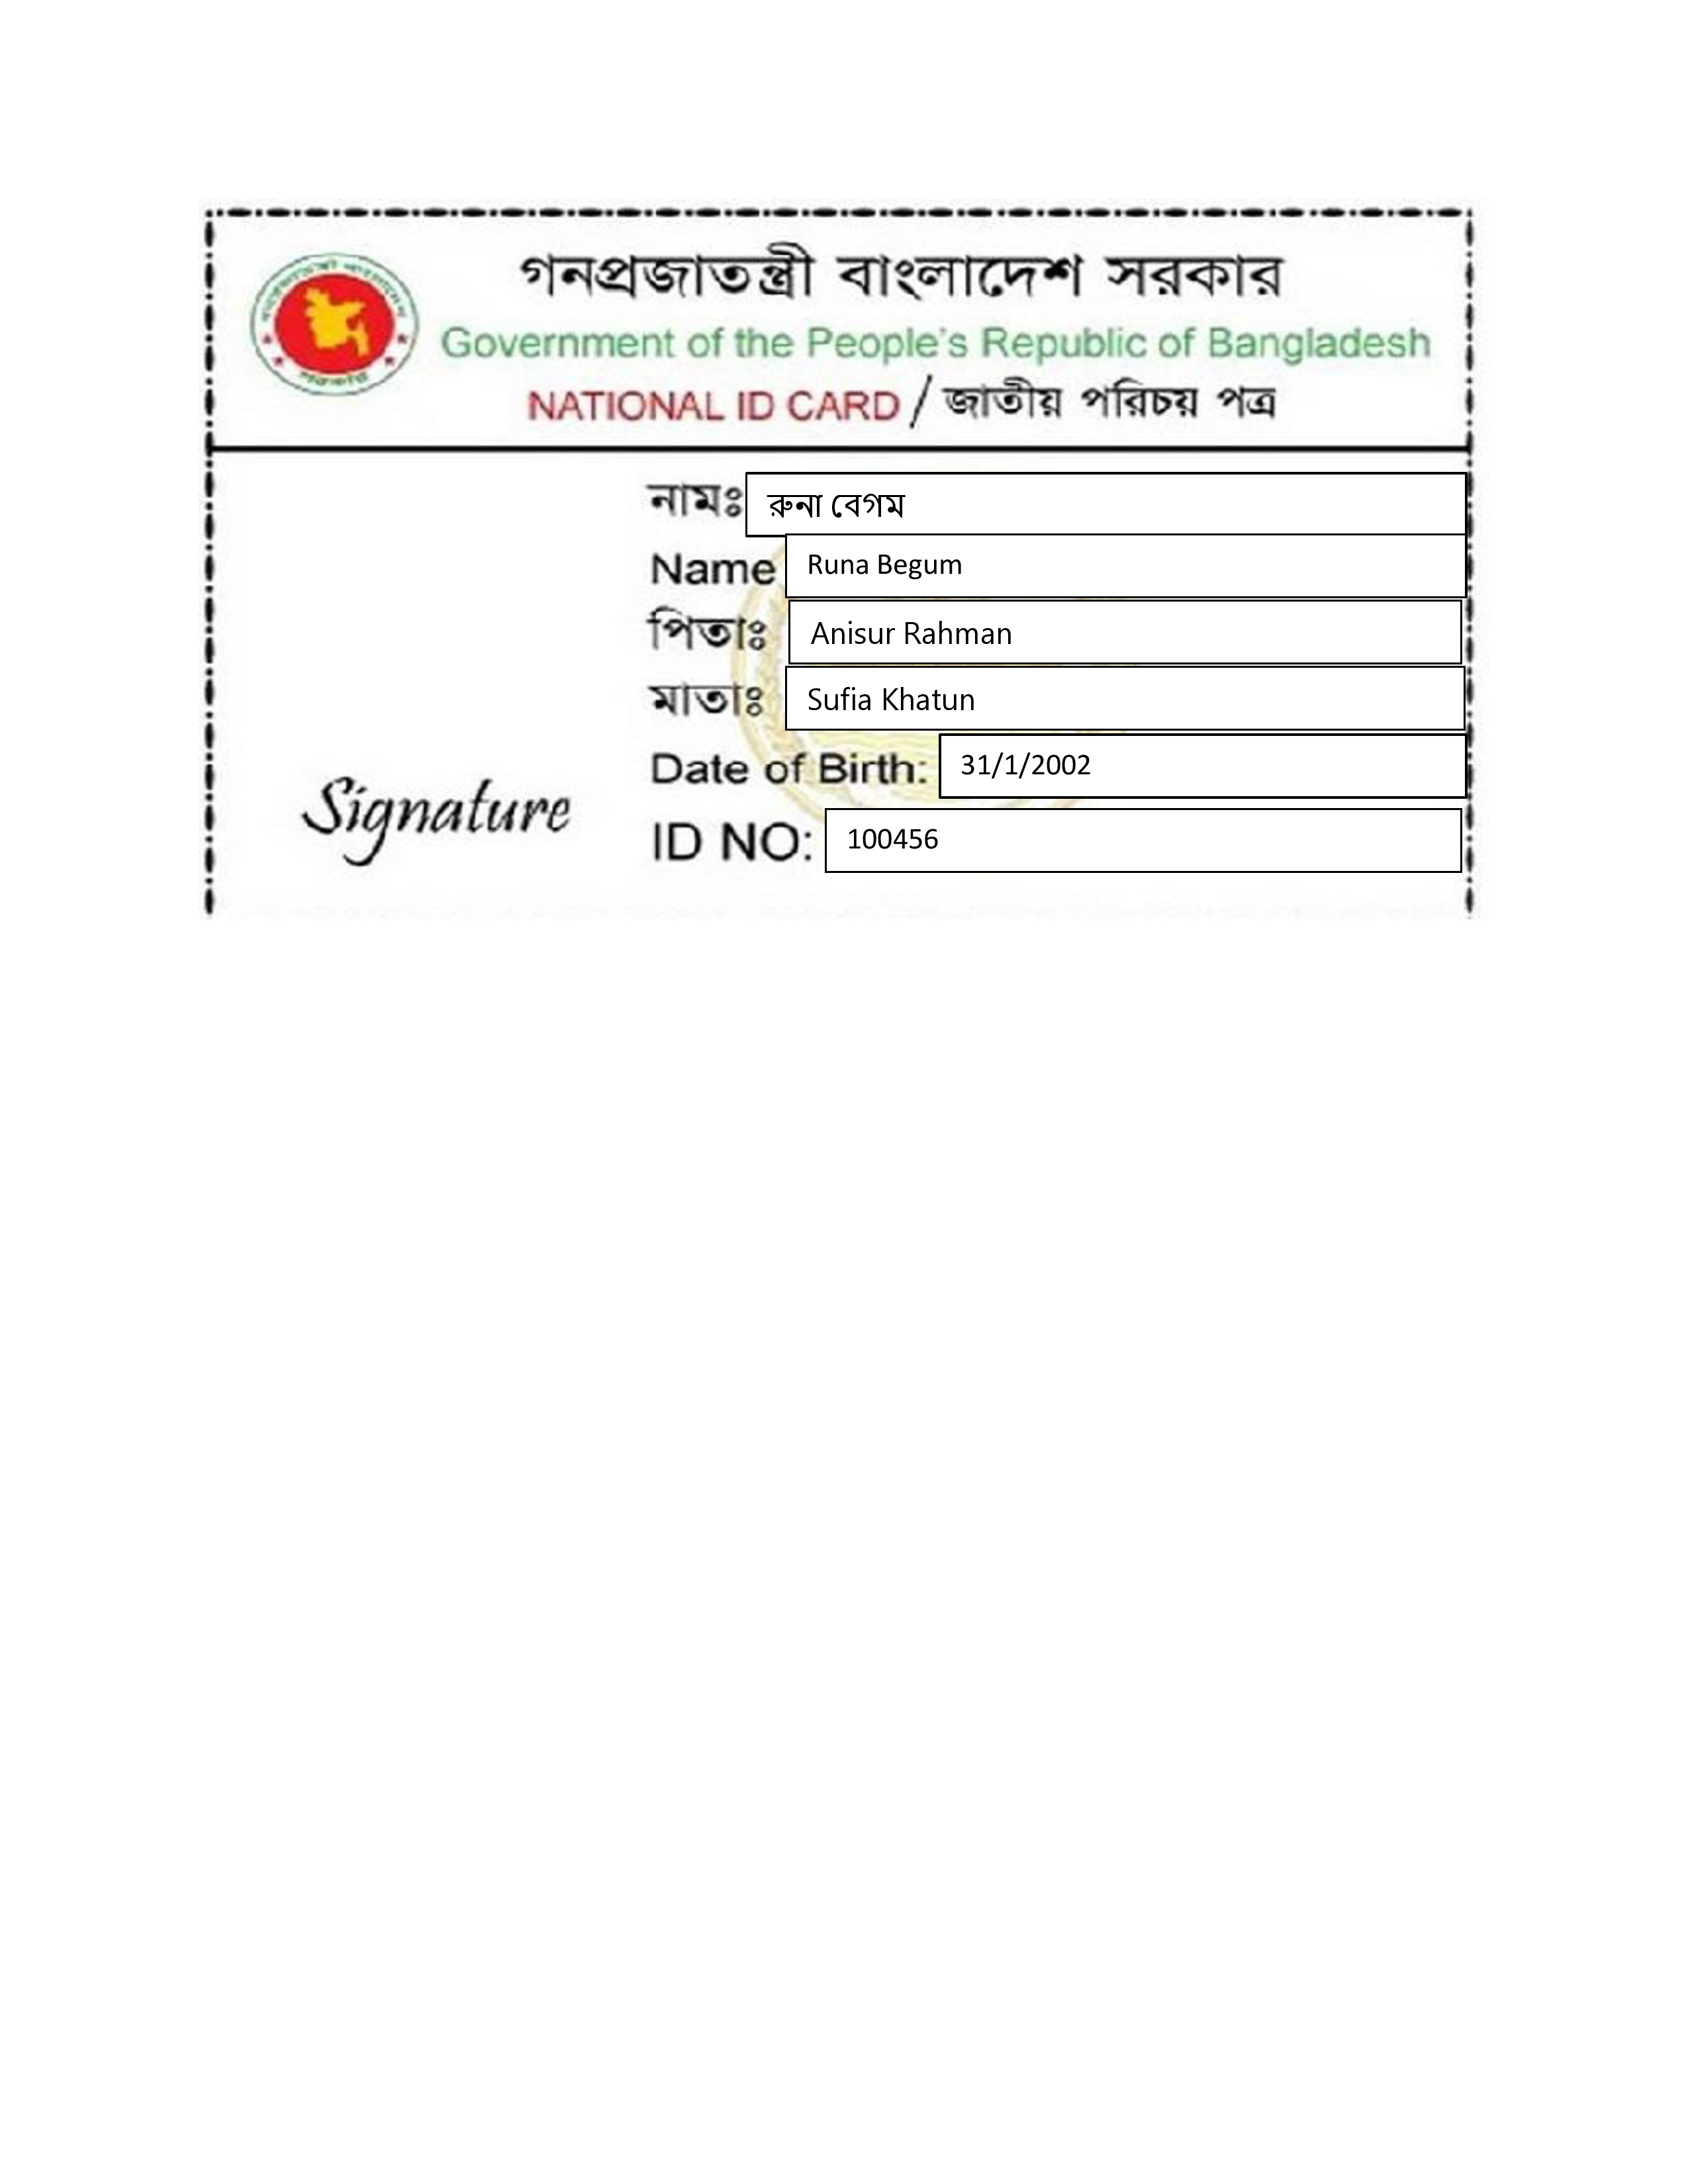 গনপ্রজাতন্ত্রী বাংলাদেশ সরকার
Government of the People's Republic of Bangladesh
NATIONAL ID CARD / জাতীয় পরিচয় পত্র
নামঃ রুনা বেগম
Name Runa Begum
পিতাঃ Anisur Rahman
মাতাঃ Sufia Khatun
Date of Birth: 31/1/2002
Signature
ID NO: 100456